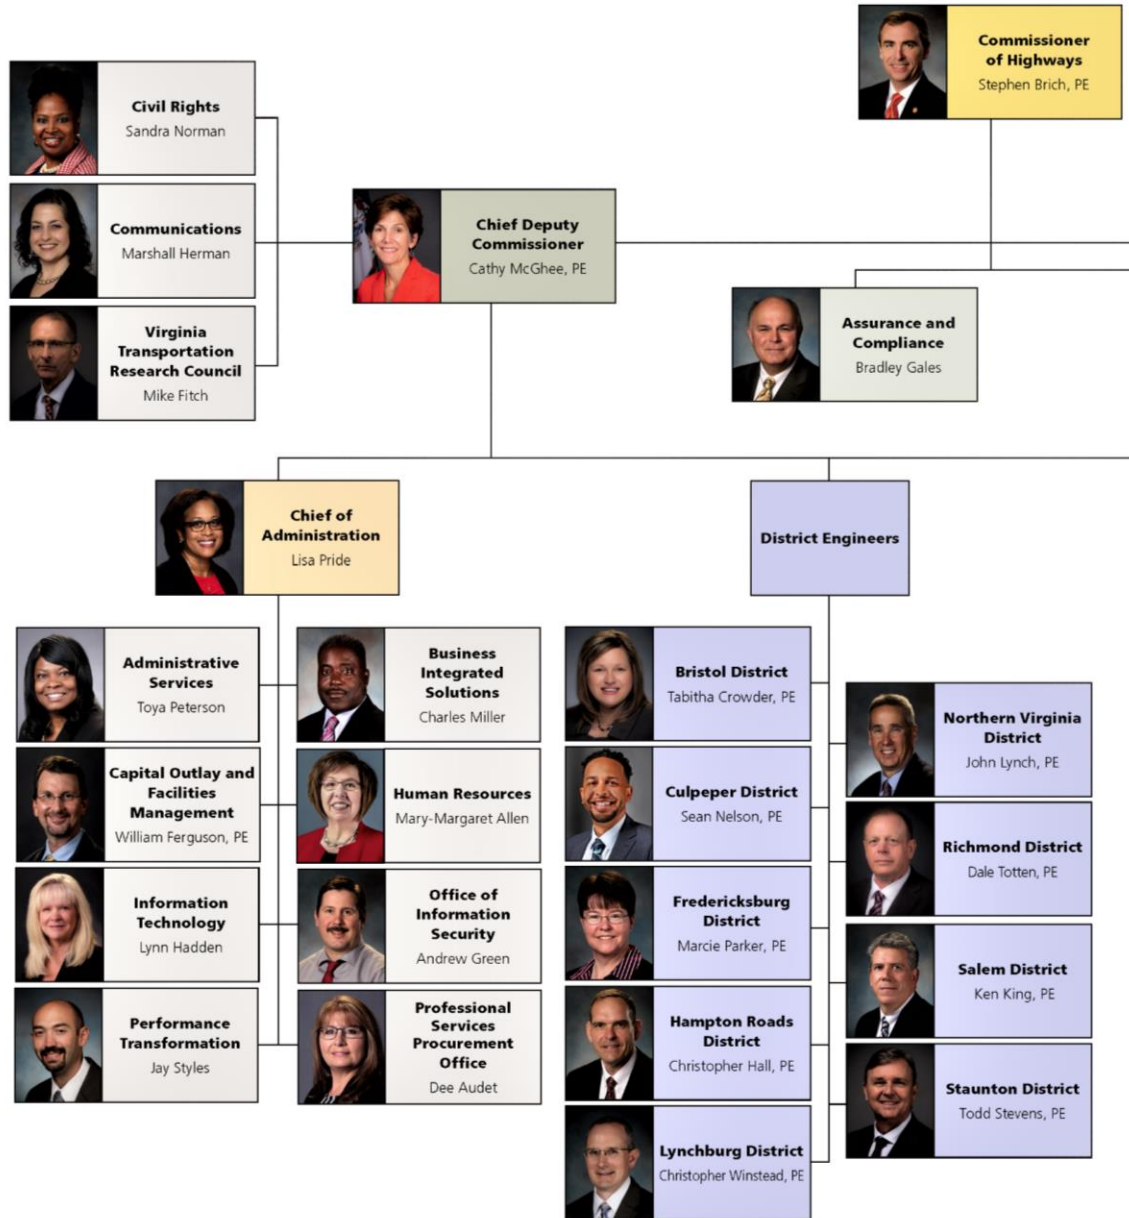 Commissioner
of Highways
Stephen Brich, PE
Civil Rights
Sandra Norman
Communications
Marshall Herman
Virginia
Transportation
Research Council
Mike Fitch
Chief Deputy
Commissioner
Cathy McGhee, PE
Assurance and
Compliance
Bradley Gales
Chief of
Administration
Lisa Pride
District Engineers
Administrative
Services
Toya Peterson
Business
Integrated
Solutions
Charles Miller
Capital Outlay and
Facilities
Management
William Ferguson, PE
Human Resources
Mary-Margaret Allen
Information
Technology
Lynn Hadden
Office of
Information
Security
Andrew Green
Performance
Transformation
Jay Styles
Professional
Services
Procurement
Office
Dee Audet
Bristol District
Tabitha Crowder, PE
Culpeper District
Sean Nelson, PE
Fredericksburg
District
Marcie Parker, PE
Hampton Roads
District
Christopher Hall, PE
Lynchburg District
Christopher Winstead, PE
Northern Virginia
District
John Lynch, PE
Richmond District
Dale Totten, PE
Salem District
Ken King, PE
Staunton District
Todd Stevens, PE